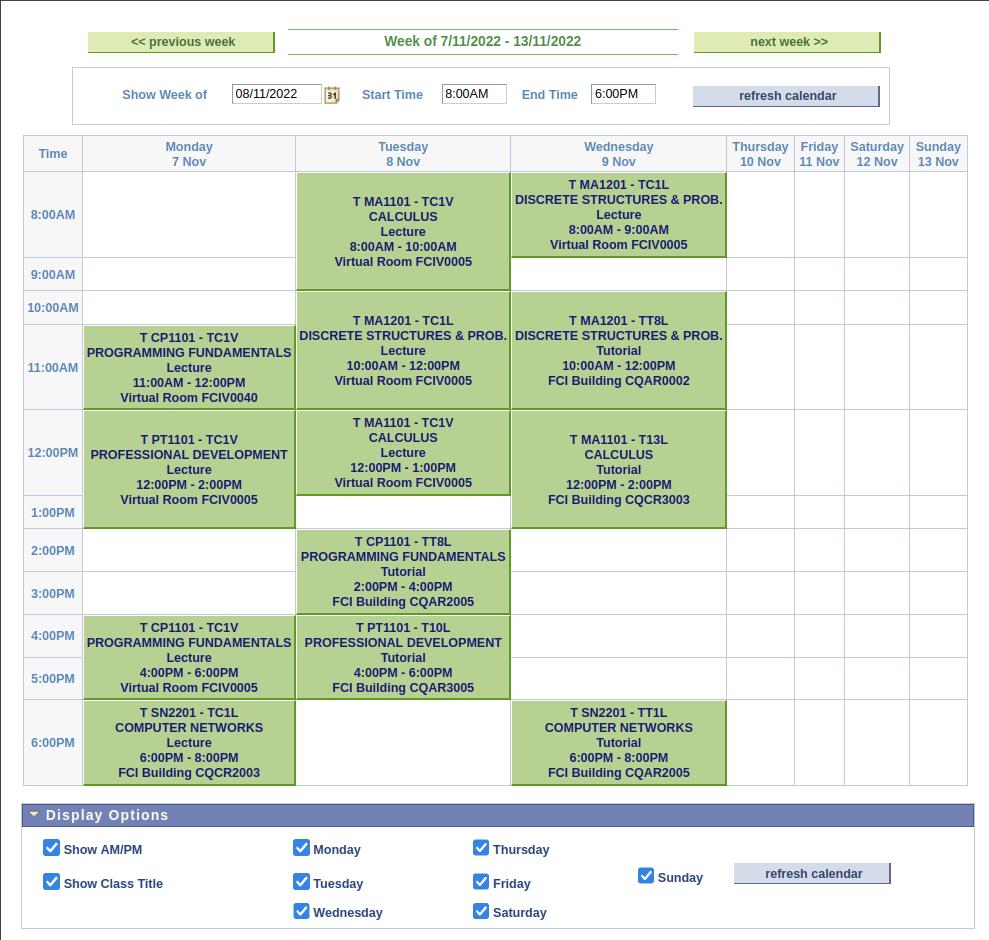 << previous week
Week of 7/11/2022 - 13/11/2022
next week >>
Show Week of
08/11/2022
31
Start Time
8:00AM
End Time
6:00PM
refresh calendar
Time
Monday
7 Nov
Tuesday
8 Nov
Wednesday
9 Nov
Thursday
10 Nov
Friday
11 Nov
Saturday
12 Nov
Sunday
13 Nov
8:00AM
T MA1101 - TC1V
CALCULUS
Lecture
8:00AM - 10:00AM
Virtual Room FCIV0005
T MA1201 - TC1L
DISCRETE STRUCTURES & PROB.
Lecture
8:00AM - 9:00AM
Virtual Room FCIV0005
9:00AM
10:00AM
T MA1201 - TC1L
DISCRETE STRUCTURES & PROB.
Lecture
10:00AM - 12:00PM
Virtual Room FCIV0005
T MA1201 - TT8L
DISCRETE STRUCTURES & PROB.
Tutorial
10:00AM - 12:00PM
FCI Building CQAR0002
11:00AM
T CP1101 - TC1V
PROGRAMMING FUNDAMENTALS
Lecture
11:00AM - 12:00PM
Virtual Room FCIV0040
12:00PM
T PT1101 - TC1V
PROFESSIONAL DEVELOPMENT
Lecture
12:00PM - 2:00PM
Virtual Room FCIV0005
T MA1101 - TC1V
CALCULUS
Lecture
12:00PM - 1:00PM
Virtual Room FCIV0005
T MA1101 - T13L
CALCULUS
Tutorial
12:00PM - 2:00PM
FCI Building CQCR3003
1:00PM
2:00PM
T CP1101 - TT8L
PROGRAMMING FUNDAMENTALS
Tutorial
2:00PM - 4:00PM
FCI Building CQAR2005
3:00PM
4:00PM
T CP1101 - TC1V
PROGRAMMING FUNDAMENTALS
Lecture
4:00PM - 6:00PM
Virtual Room FCIV0005
T PT1101 - T10L
PROFESSIONAL DEVELOPMENT
Tutorial
4:00PM - 6:00PM
FCI Building CQAR3005
5:00PM
6:00PM
T SN2201 - TC1L
COMPUTER NETWORKS
Lecture
6:00PM - 8:00PM
FCI Building CQCR2003
T SN2201 - TT1L
COMPUTER NETWORKS
Tutorial
6:00PM - 8:00PM
FCI Building CQAR2005
Display Options
Show AM/PM
Monday
Thursday
Show Class Title
Tuesday
Friday
Sunday
refresh calendar
Wednesday
Saturday